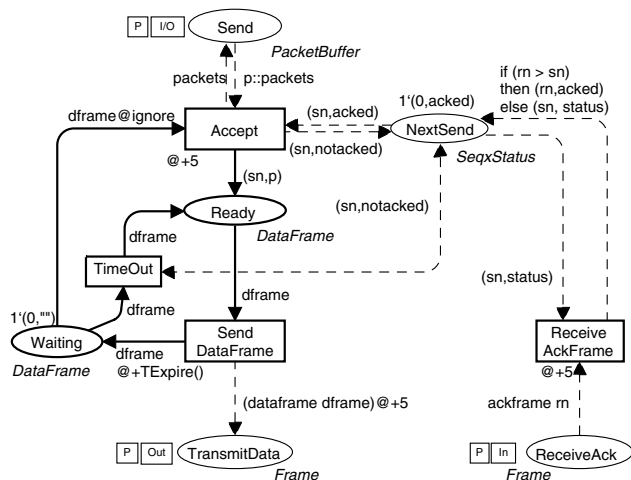 P I/O Send
PacketBuffer
packets p::packets
if (rn > sn)
then (rn,acked)
else (sn, status)
dframe@ignore
Accept
@+5
(sn,acked)
(sn,notacked)
1`(0,acked)
NextSend
SeqxStatus
(sn,p)
Ready
DataFrame
(sn,notacked)
dframe
TimeOut
dframe
dframe
(sn,status)
1`(0,"")
Waiting
DataFrame
dframe
@+TExpire()
Send
DataFrame
Receive
AckFrame
@+5
(dataframe dframe)@+5
ackframe rn
P Out TransmitData
Frame
P In ReceiveAck
Frame